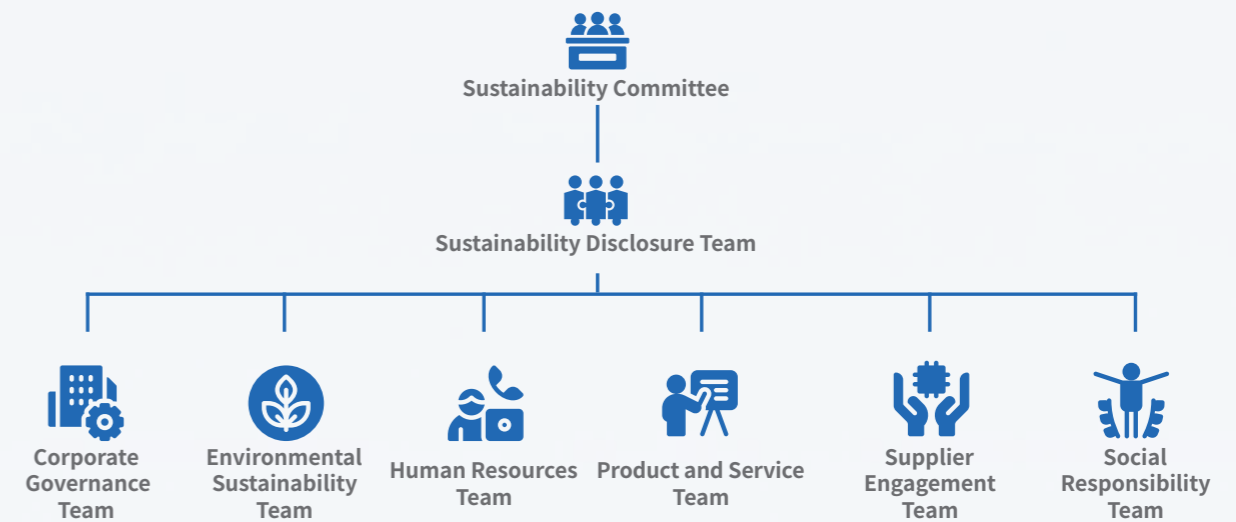 Sustainability Committee
Sustainability Disclosure Team
Corporate
Governance
Team
Environmental
Sustainability
Team
Human Resources
Team
Product and Service
Team
Supplier
Engagement
Team
Social
Responsibility
Team